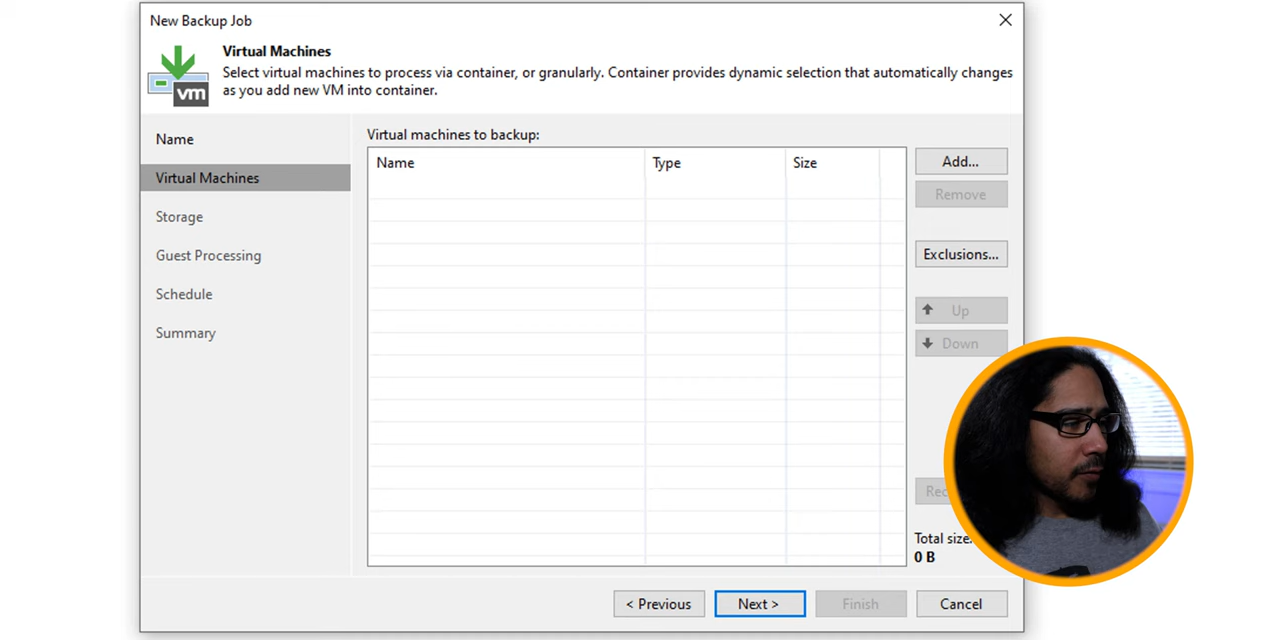 New Backup Job
Virtual Machines
Select virtual machines to process via container, or granularly. Container provides dynamic selection that automatically changes
as you add new VM into container.
vm
Name
Virtual Machines
Storage
Guest Processing
Schedule
Summary
Virtual machines to backup:
Name Type Size
Add...
Remove
Exclusions...
Up
Down
Total size:
0 B
< Previous Next > Finish Cancel